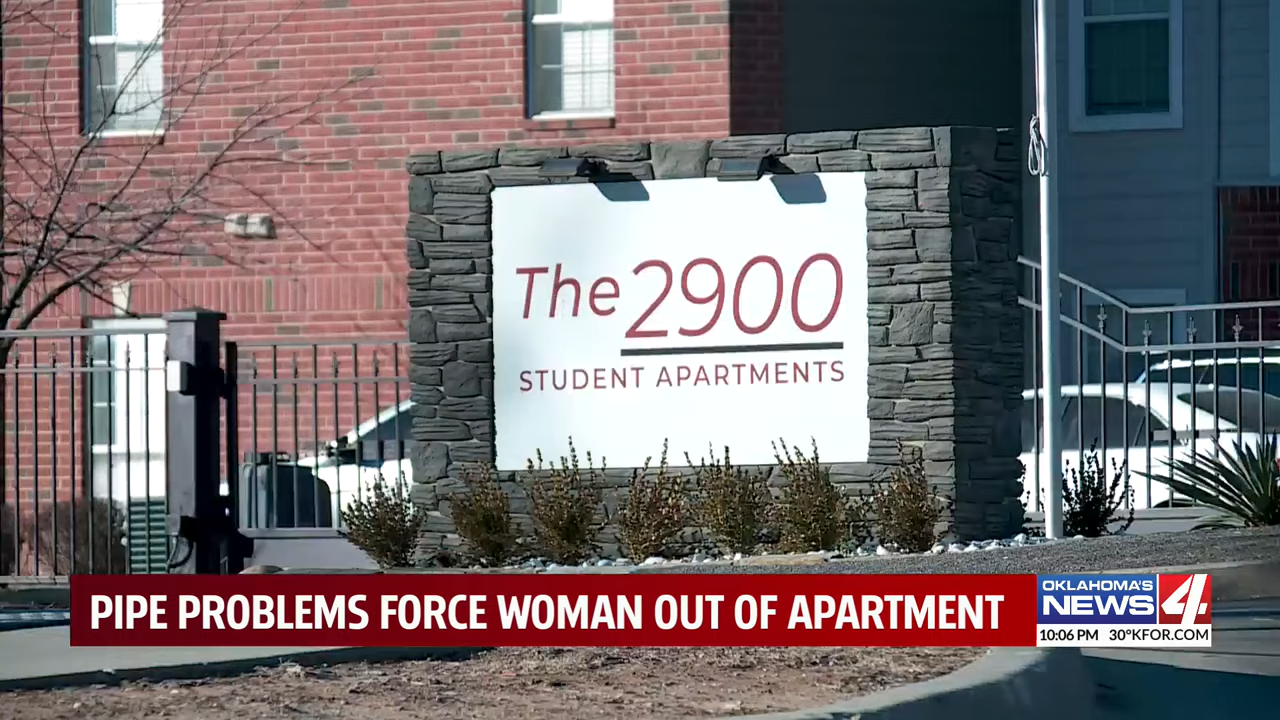 The 2900
STUDENT APARTMENTS
PIPE PROBLEMS FORCE WOMAN OUT OF APARTMENT
OKLAHOMA'S
NEWS 4
10:06 PM 30° KFOR.COM